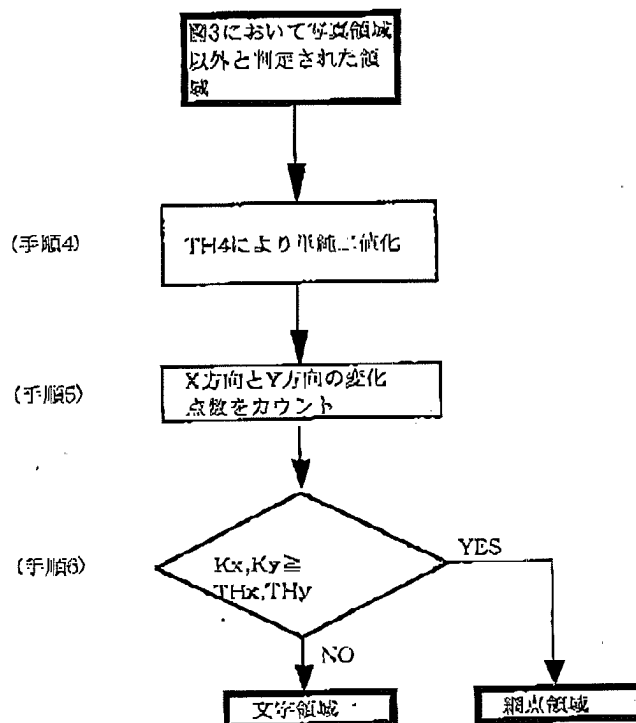 図3において写真領域
以外と判定された領
域
(手順4)
TH4により単純二値化
(手順5)
X方向とY方向の変化
点数をカウント
(手順6)
Kx,Ky≧
THx,THy
YES
NO
文字領域
網点領域